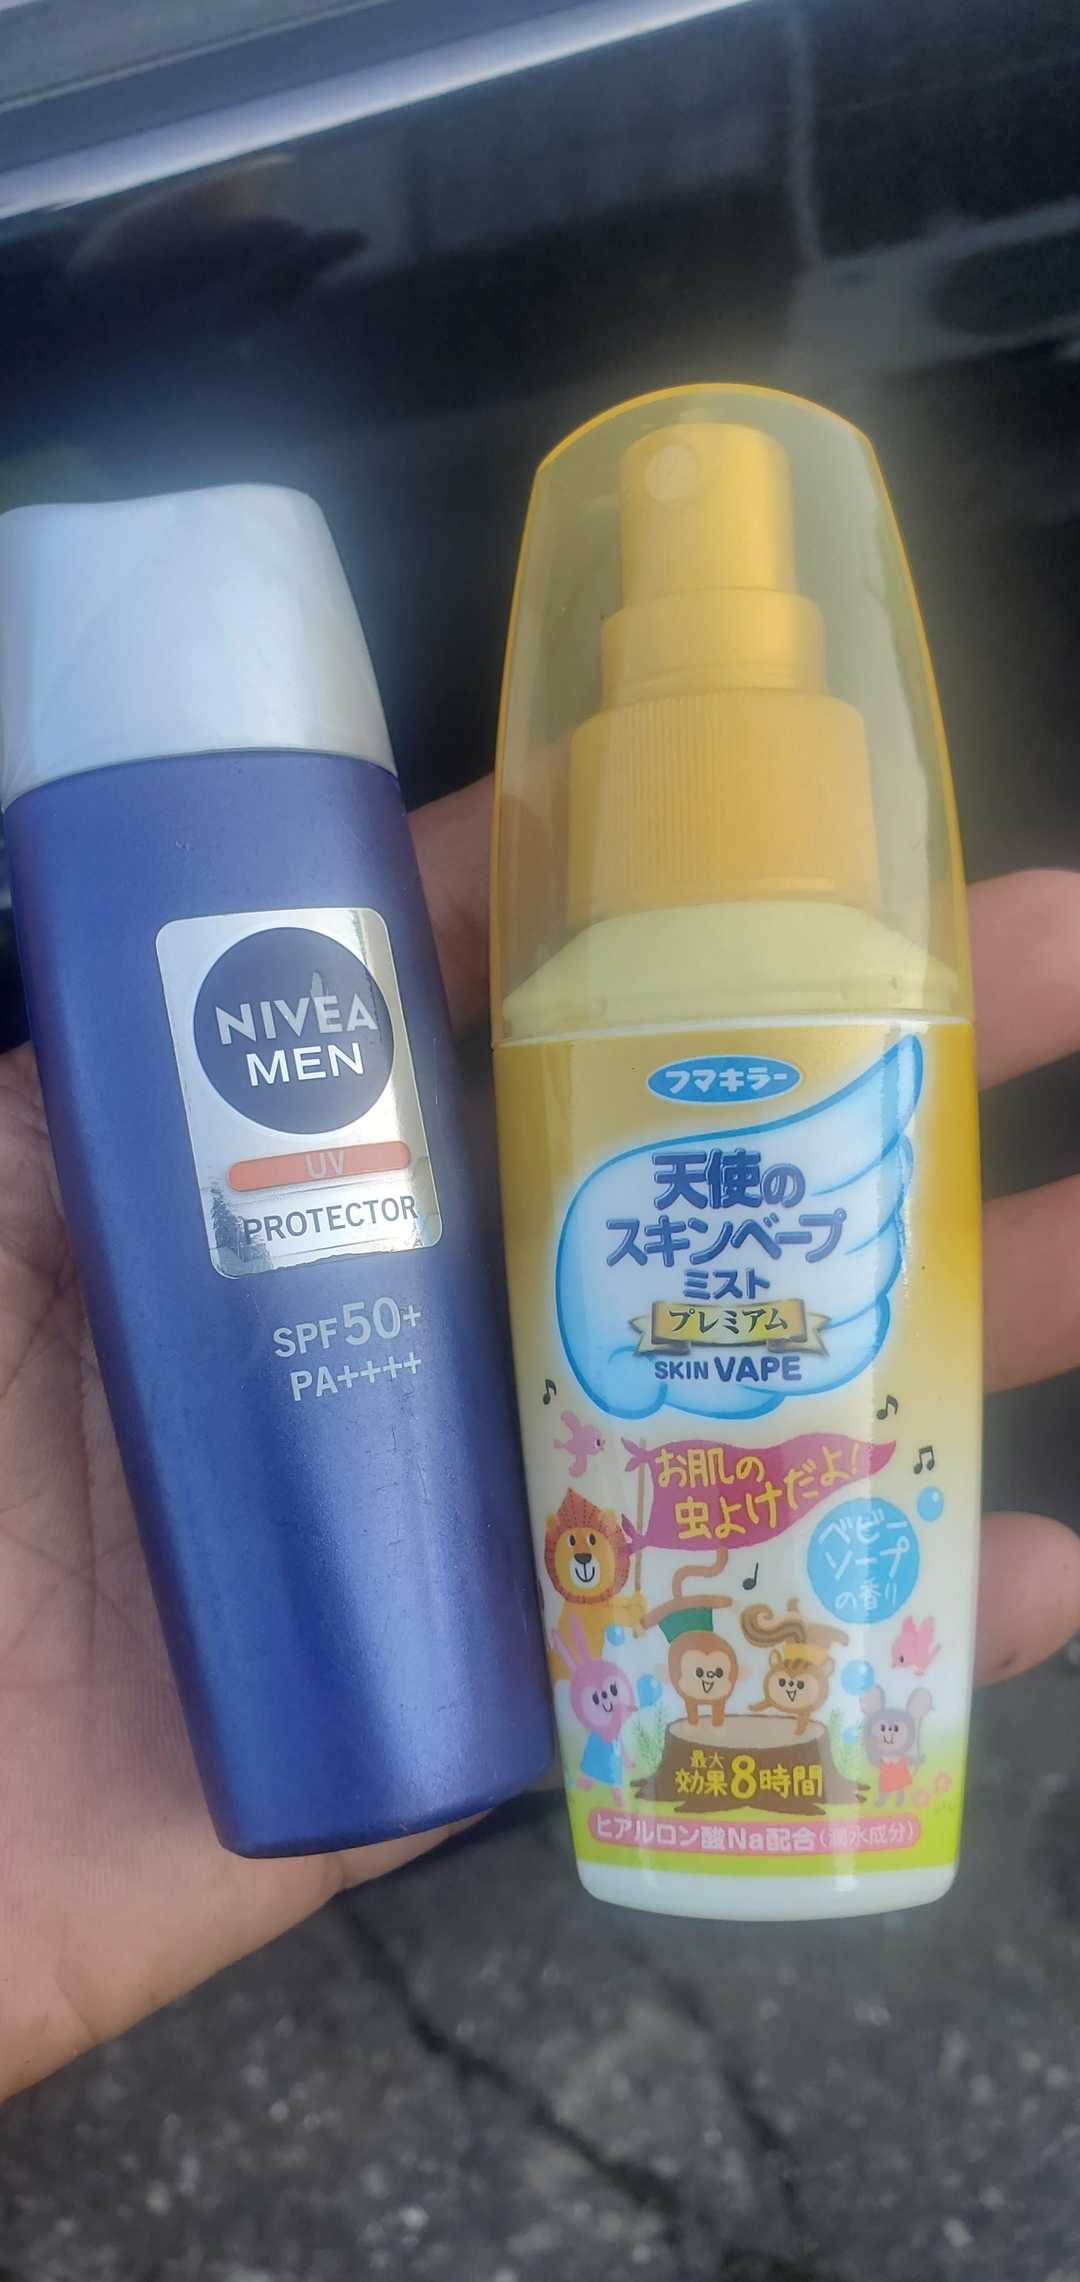 NIVEA
MEN
UV
PROTECTOR
SPF50+
PA++++
フマキラー
天使の
スキンベープ
ミスト
プレミアム
SKIN VAPE
お肌の
虫よけだよ!
ベビー
ソープ
の香り
最大
効果8時間
ヒアルロン酸Na配合(潤水成分)